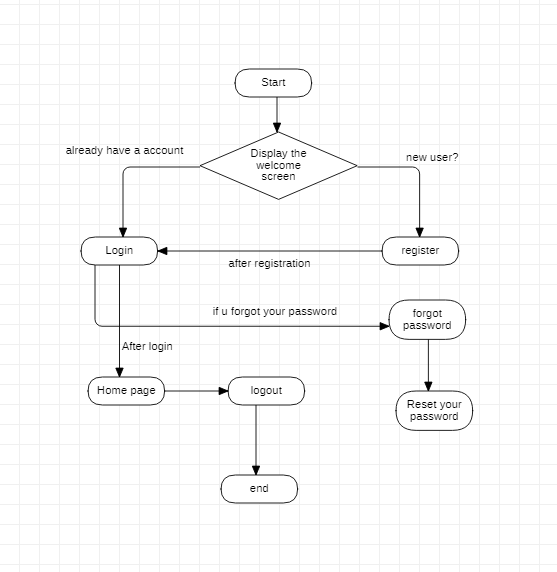 Start
Display the
welcome
screen
already have a account
new user?
Login
register
after registration
if u forgot your password
forgot
password
After login
Home page
logout
Reset your
password
end